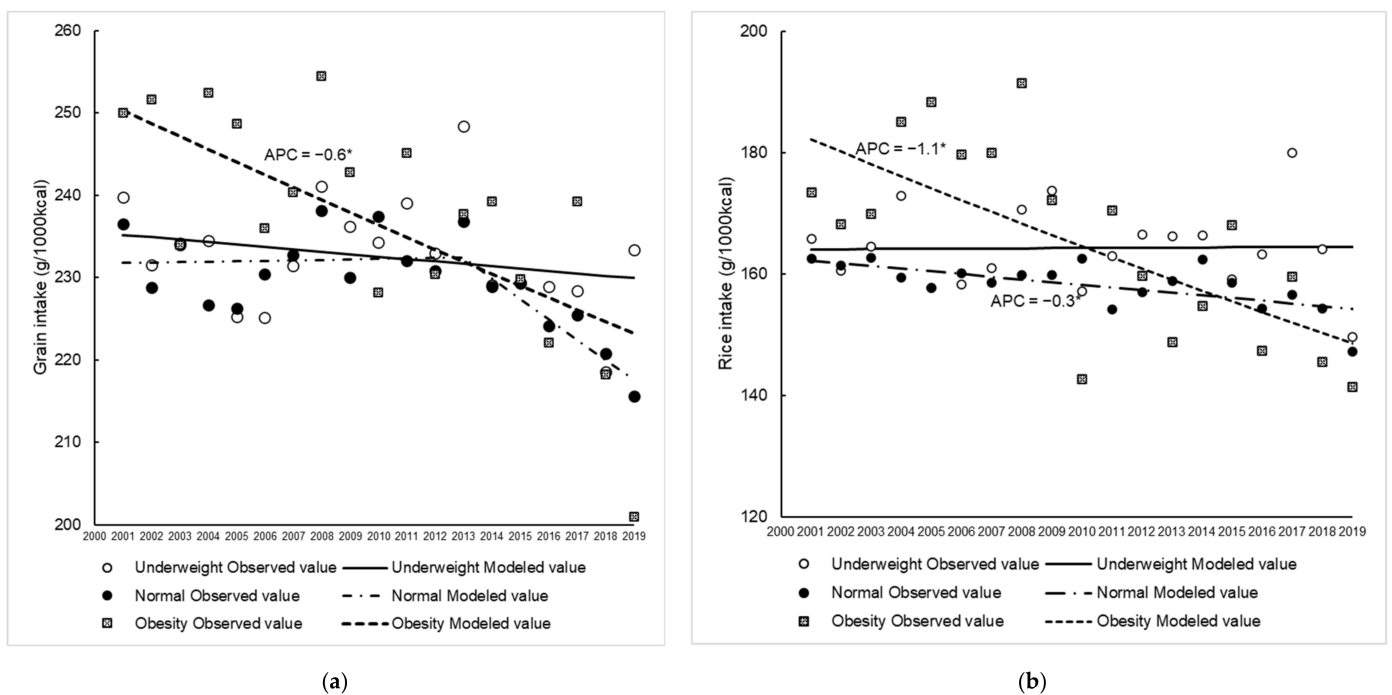 260
250
240
230
220
210
200
Grain intake (g/1000kcal)
APC = −0.6*
2000 2001 2002 2003 2004 2005 2006 2007 2008 2009 2010 2011 2012 2013 2014 2015 2016 2017 2018 2019
Underweight Observed value Underweight Modeled value
Normal Observed value Normal Modeled value
Obesity Observed value Obesity Modeled value
(a)
200
180
160
140
120
Rice intake (g/1000kcal)
APC = −1.1*
APC = −0.3*
2000 2001 2002 2003 2004 2005 2006 2007 2008 2009 2010 2011 2012 2013 2014 2015 2016 2017 2018 2019
Underweight Observed value Underweight Modeled value
Normal Observed value Normal Modeled value
Obesity Observed value Obesity Modeled value
(b)